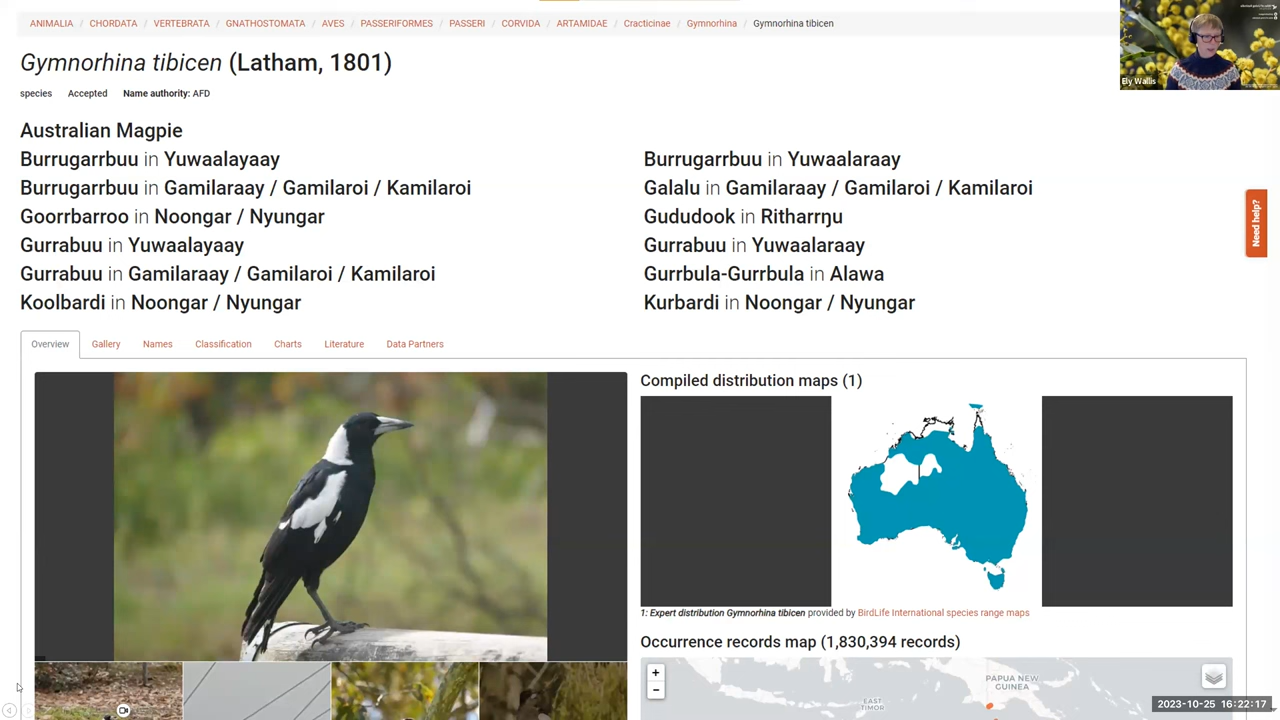 ANIMALIA / CHORDATA / VERTEBRATA / GNATHOSTOMATA / AVES / PASSERIFORMES / PASSERI / CORVIDA / ARTAMIDAE / Cracticinae / Gymnorhina / Gymnorhina tibicen
Ely Wallis
Gymnorhina tibicen (Latham, 1801)
species Accepted Name authority: AFD
Australian Magpie
Burrugarrbuu in Yuwaalayaay
Burrugarrbuu in Yuwaalaraay
Burrugarrbuu in Gamilaraay / Gamilaroi / Kamilaroi
Galalu in Gamilaraay / Gamilaroi / Kamilaroi
Goorrbarroo in Noongar / Nyungar
Gududook in Ritharrŋu
Gurrabuu in Yuwaalayaay
Gurrabuu in Yuwaalaraay
Gurrabuu in Gamilaraay / Gamilaroi / Kamilaroi
Gurrbula-Gurrbula in Alawa
Koolbardi in Noongar / Nyungar
Kurbardi in Noongar / Nyungar
Need help?
Overview Gallery Names Classification Charts Literature Data Partners
Compiled distribution maps (1)
1: Expert distribution Gymnorhina tibicen provided by BirdLife International species range maps
Occurrence records map (1,830,394 records)
+
−
PAPUA NEW
GUINEA
EAST
TIMOR
2023-10-25 16:22:17